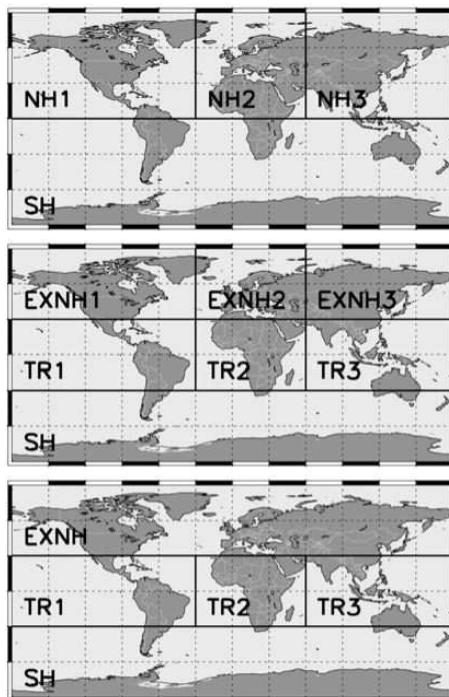 NH1 NH2 NH3
SH
EXNH1 EXNH2 EXNH3
TR1 TR2 TR3
SH
EXNH
TR1 TR2 TR3
SH